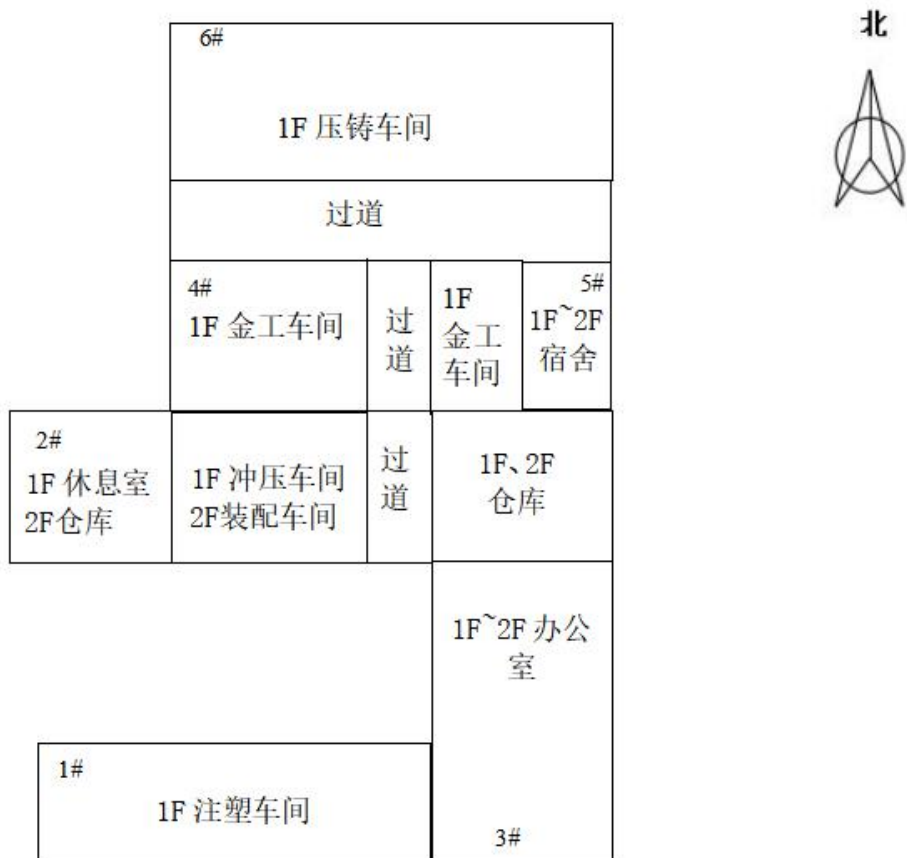 北
6#
1F 压铸车间
过道
4#
1F 金工车间
过
道
1F
金工
车间
5#
1F~2F
宿舍
2#
1F 休息室
2F仓库
1F 冲压车间
2F装配车间
过
道
1F、2F
仓库
1F~2F 办公
室
1#
1F 注塑车间
3#